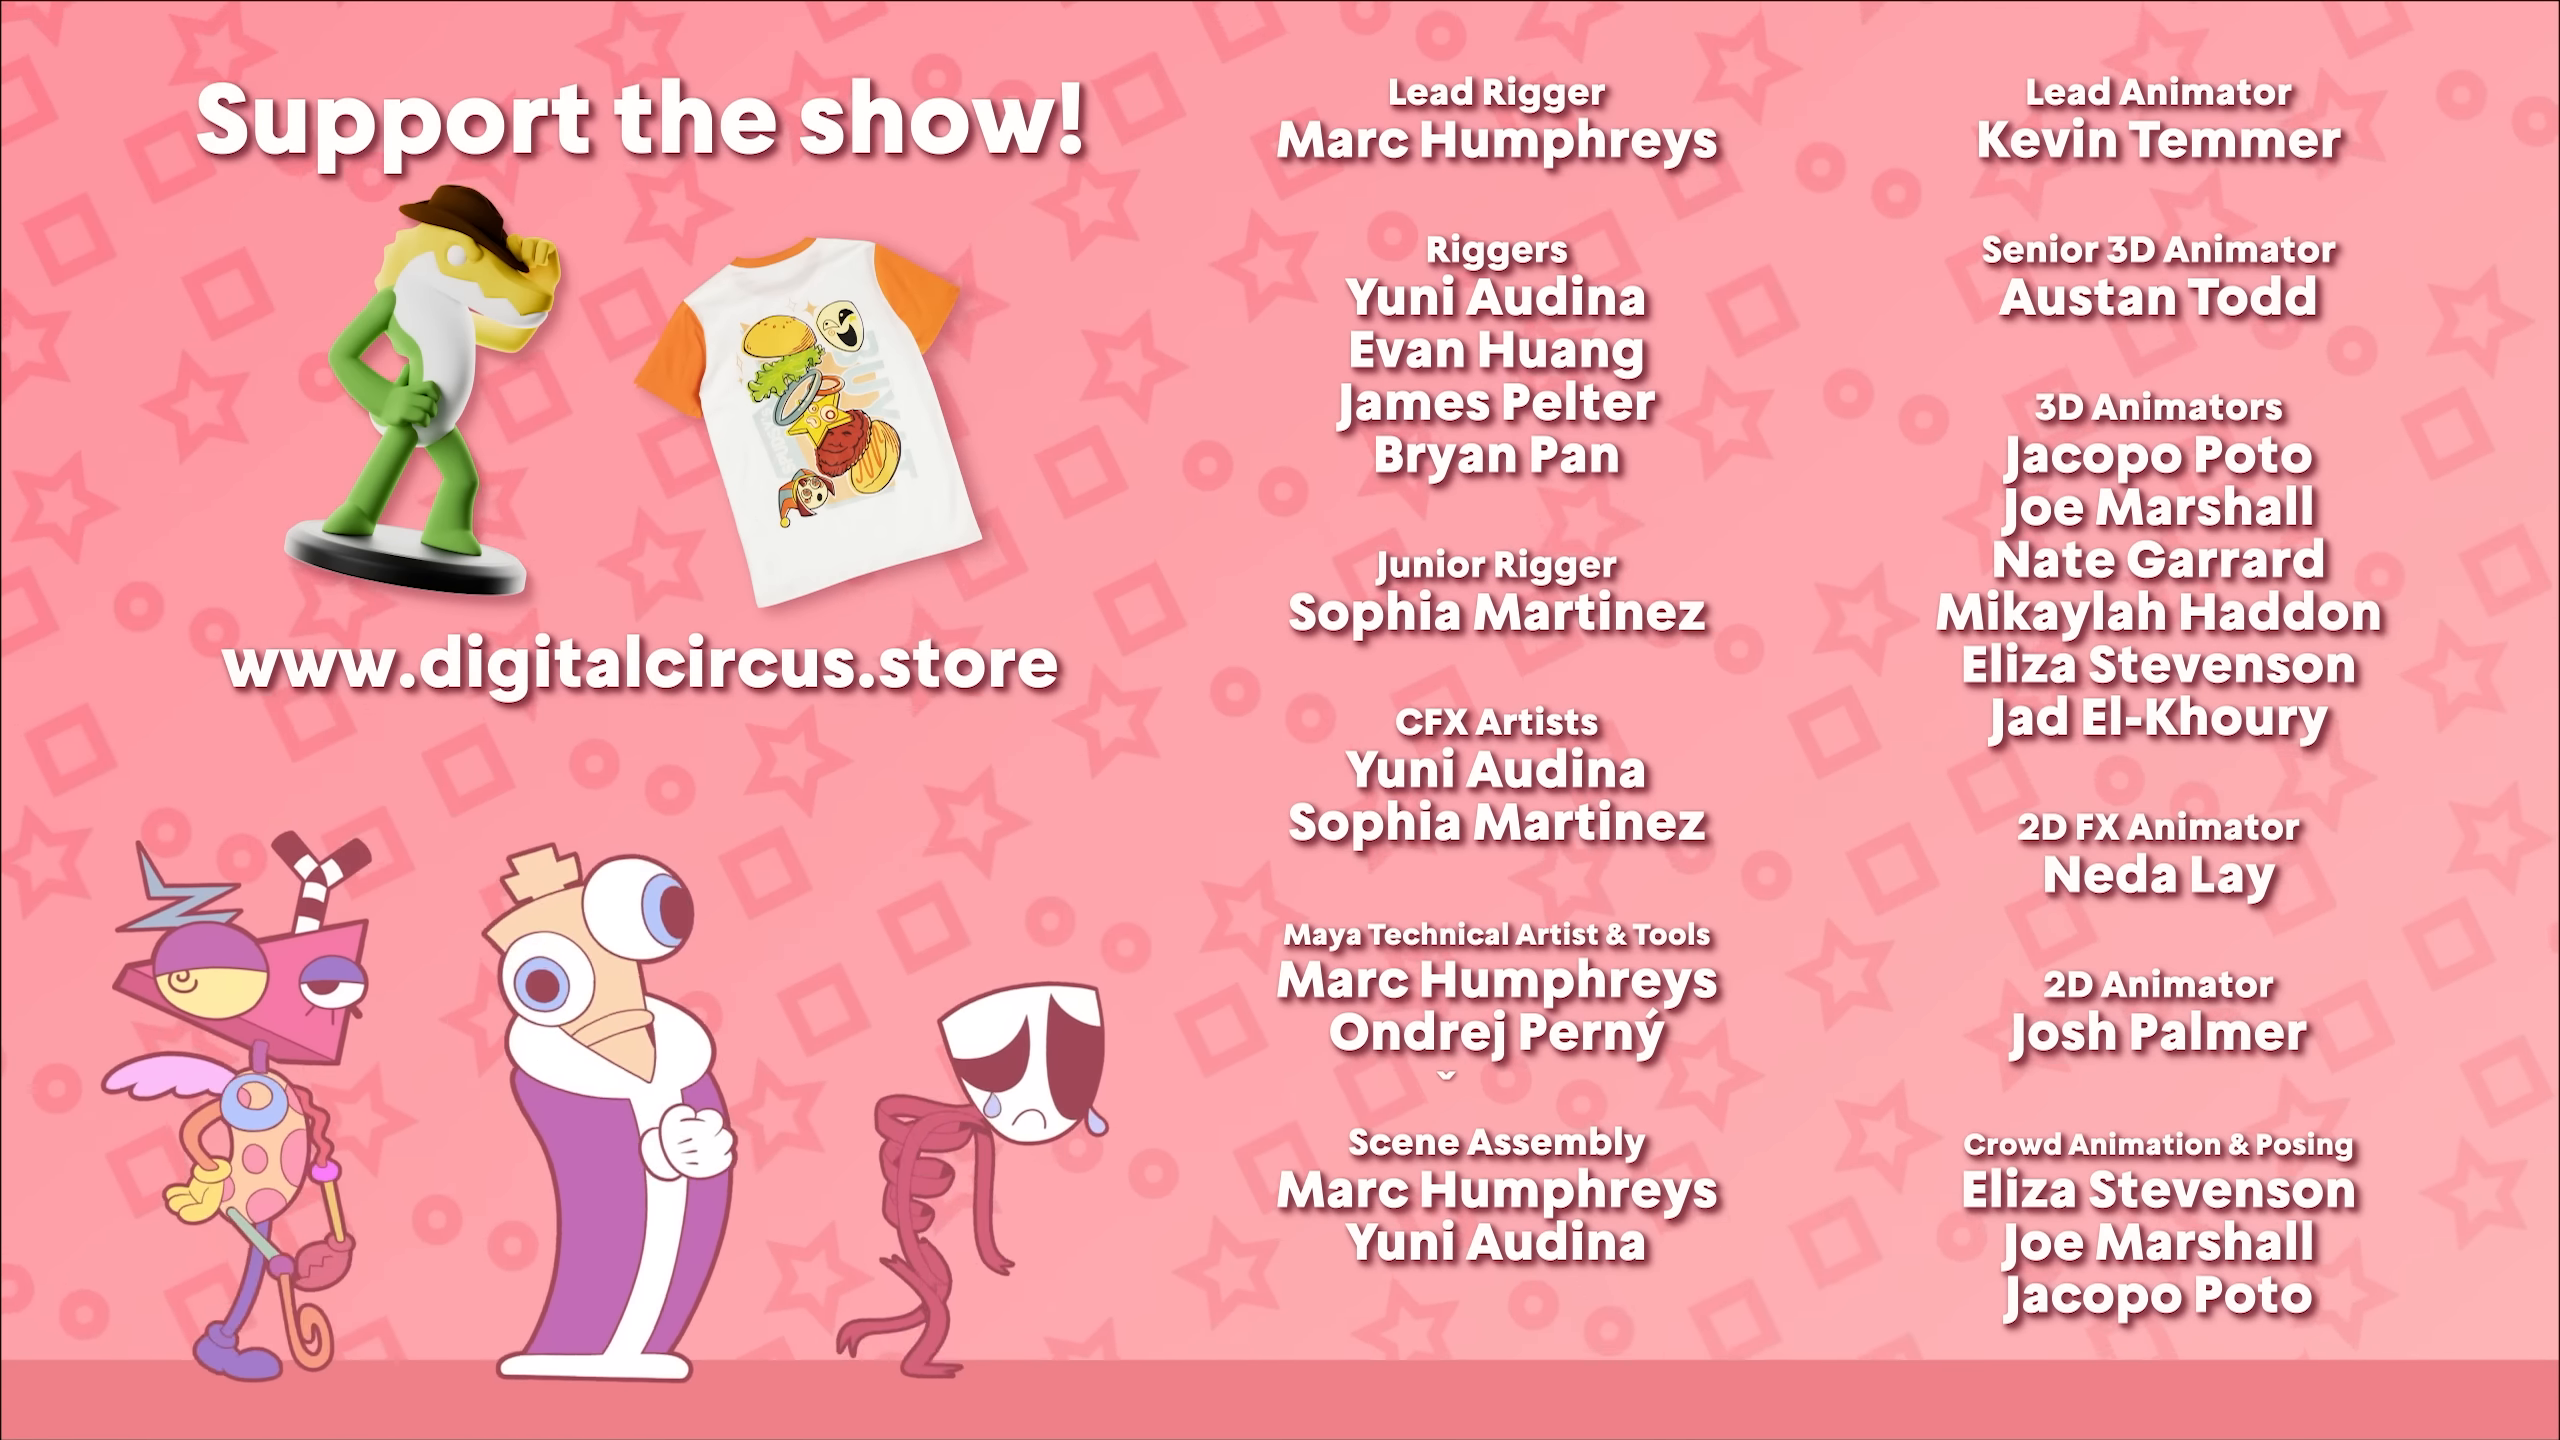 Support the show!
www.digitalcircus.store
Lead Rigger
Marc Humphreys
Riggers
Yuni Audina
Evan Huang
James Pelter
Bryan Pan
Junior Rigger
Sophia Martinez
CFX Artists
Yuni Audina
Sophia Martinez
Maya Technical Artist & Tools
Marc Humphreys
Ondrej Perný
Scene Assembly
Marc Humphreys
Yuni Audina
Lead Animator
Kevin Temmer
Senior 3D Animator
Austan Todd
3D Animators
Jacopo Poto
Joe Marshall
Nate Garrard
Mikaylah Haddon
Eliza Stevenson
Jad El-Khoury
2D FX Animator
Neda Lay
2D Animator
Josh Palmer
Crowd Animation & Posing
Eliza Stevenson
Joe Marshall
Jacopo Poto